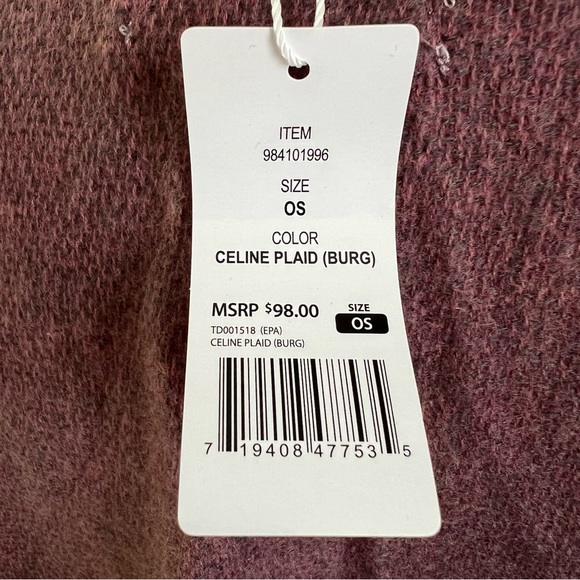 ITEM
984101996
SIZE
OS
COLOR
CELINE PLAID (BURG)
MSRP $98.00
SIZE
OS
TD001518 (EPA)
CELINE PLAID (BURG)
7 19408 47753 5